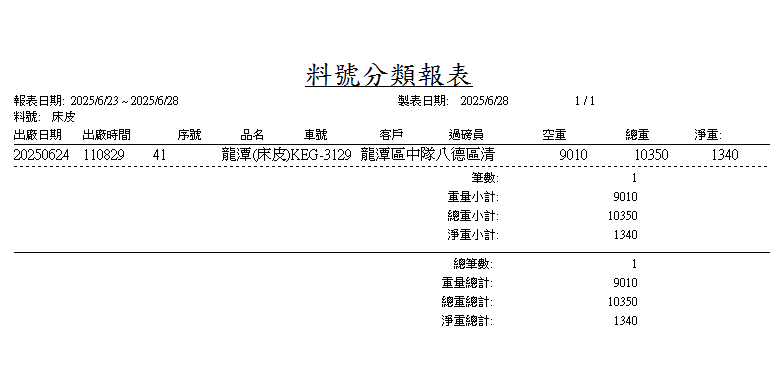 料號分類報表
報表日期: 2025/6/23 ~ 2025/6/28 製表日期: 2025/6/28 1 / 1
料號: 床皮
出廠日期 出廠時間 序號 品名 車號 客戶 過磅員 空重 總重 淨重:
20250624 110829 41 龍潭(床皮)KEG-3129 龍潭區中隊八德區清 9010 10350 1340
筆數: 1
重量小計: 9010
總重小計: 10350
淨重小計: 1340
總筆數: 1
重量總計: 9010
總重總計: 10350
淨重總計: 1340